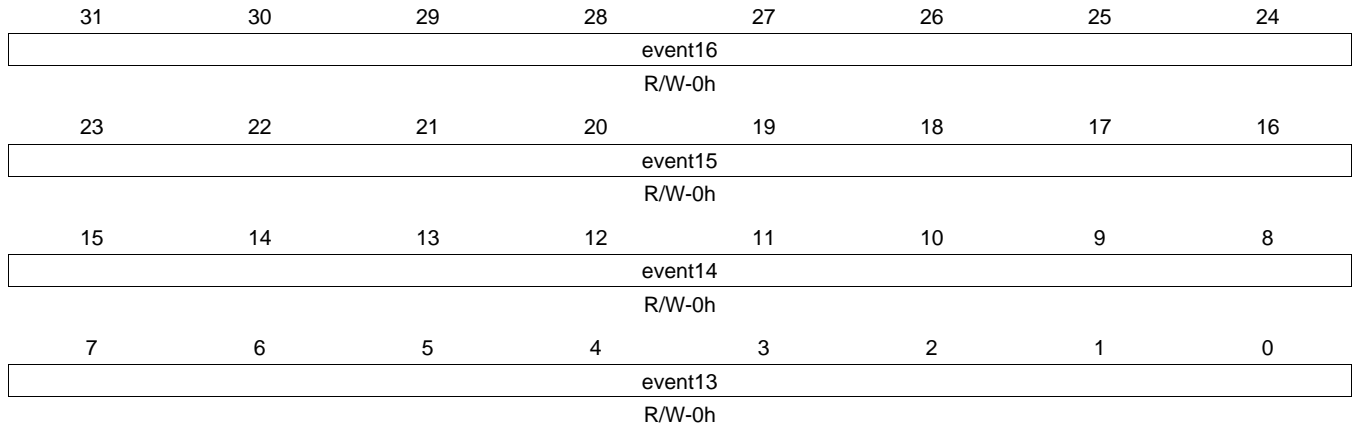 31 30 29 28 27 26 25 24
event16
R/W-0h
23 22 21 20 19 18 17 16
event15
R/W-0h
15 14 13 12 11 10 9 8
event14
R/W-0h
7 6 5 4 3 2 1 0
event13
R/W-0h